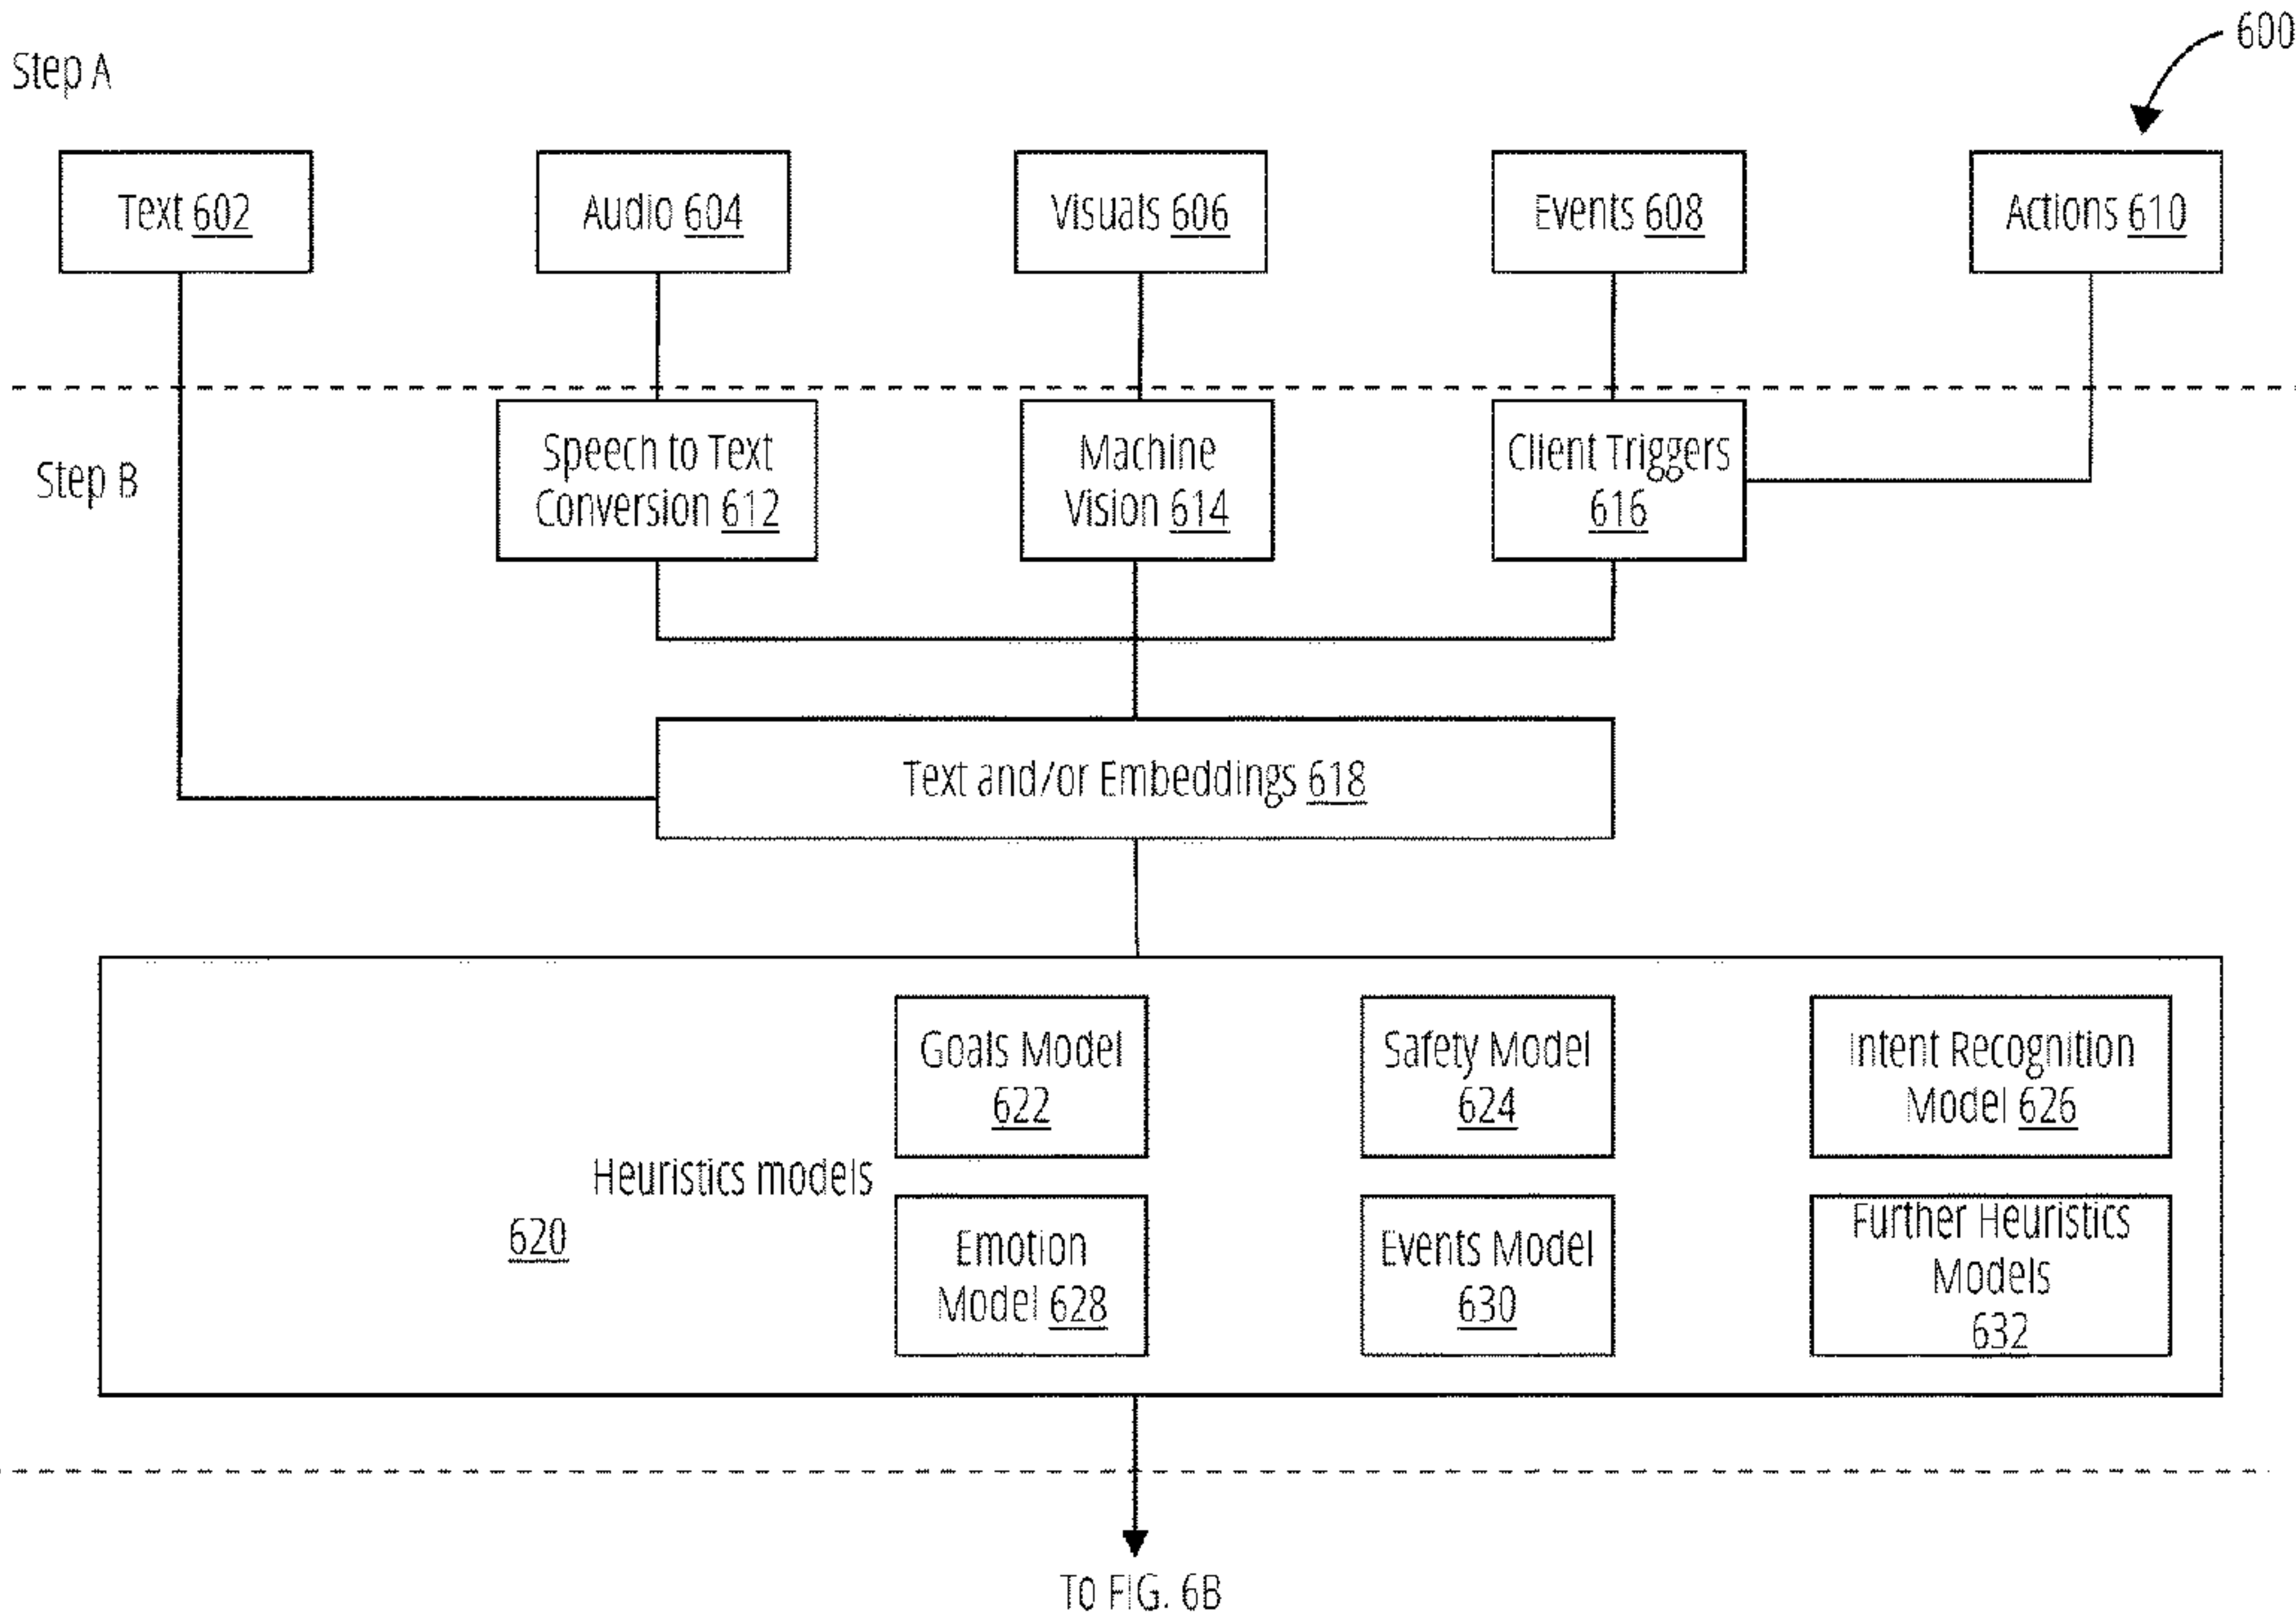 600
Step A
Text 602
Audio 604
Visuals 606
Events 608
Actions 610
Step B
Speech to Text
Conversion 612
Machine
Vision 614
Client Triggers
616
Text and/or Embeddings 618
Heuristics models
620
Goals Model
622
Safety Model
624
Intent Recognition
Model 626
Emotion
Model 628
Events Model
630
Further Heuristics
Models
632
To FIG. 6B